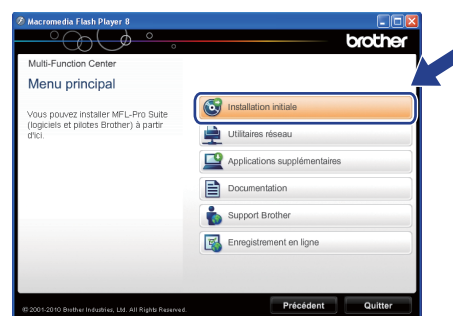 Macromedia Flash Player 8
brother
Multi-Function Center
Menu principal
Vous pouvez installer MFL-Pro Suite
(logiciels et pilotes Brother) à partir
d'ici.
Installation initiale
Utilitaires réseau
Applications supplémentaires
Documentation
Support Brother
Enregistrement en ligne
© 2001-2010 Brother Industries, Ltd. All Rights Reserved.
Précédent
Quitter